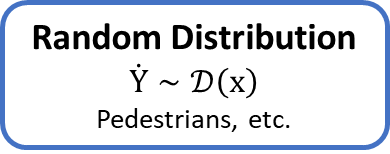 Random Distribution
Ẏ ~ 𝒟(x)
Pedestrians, etc.